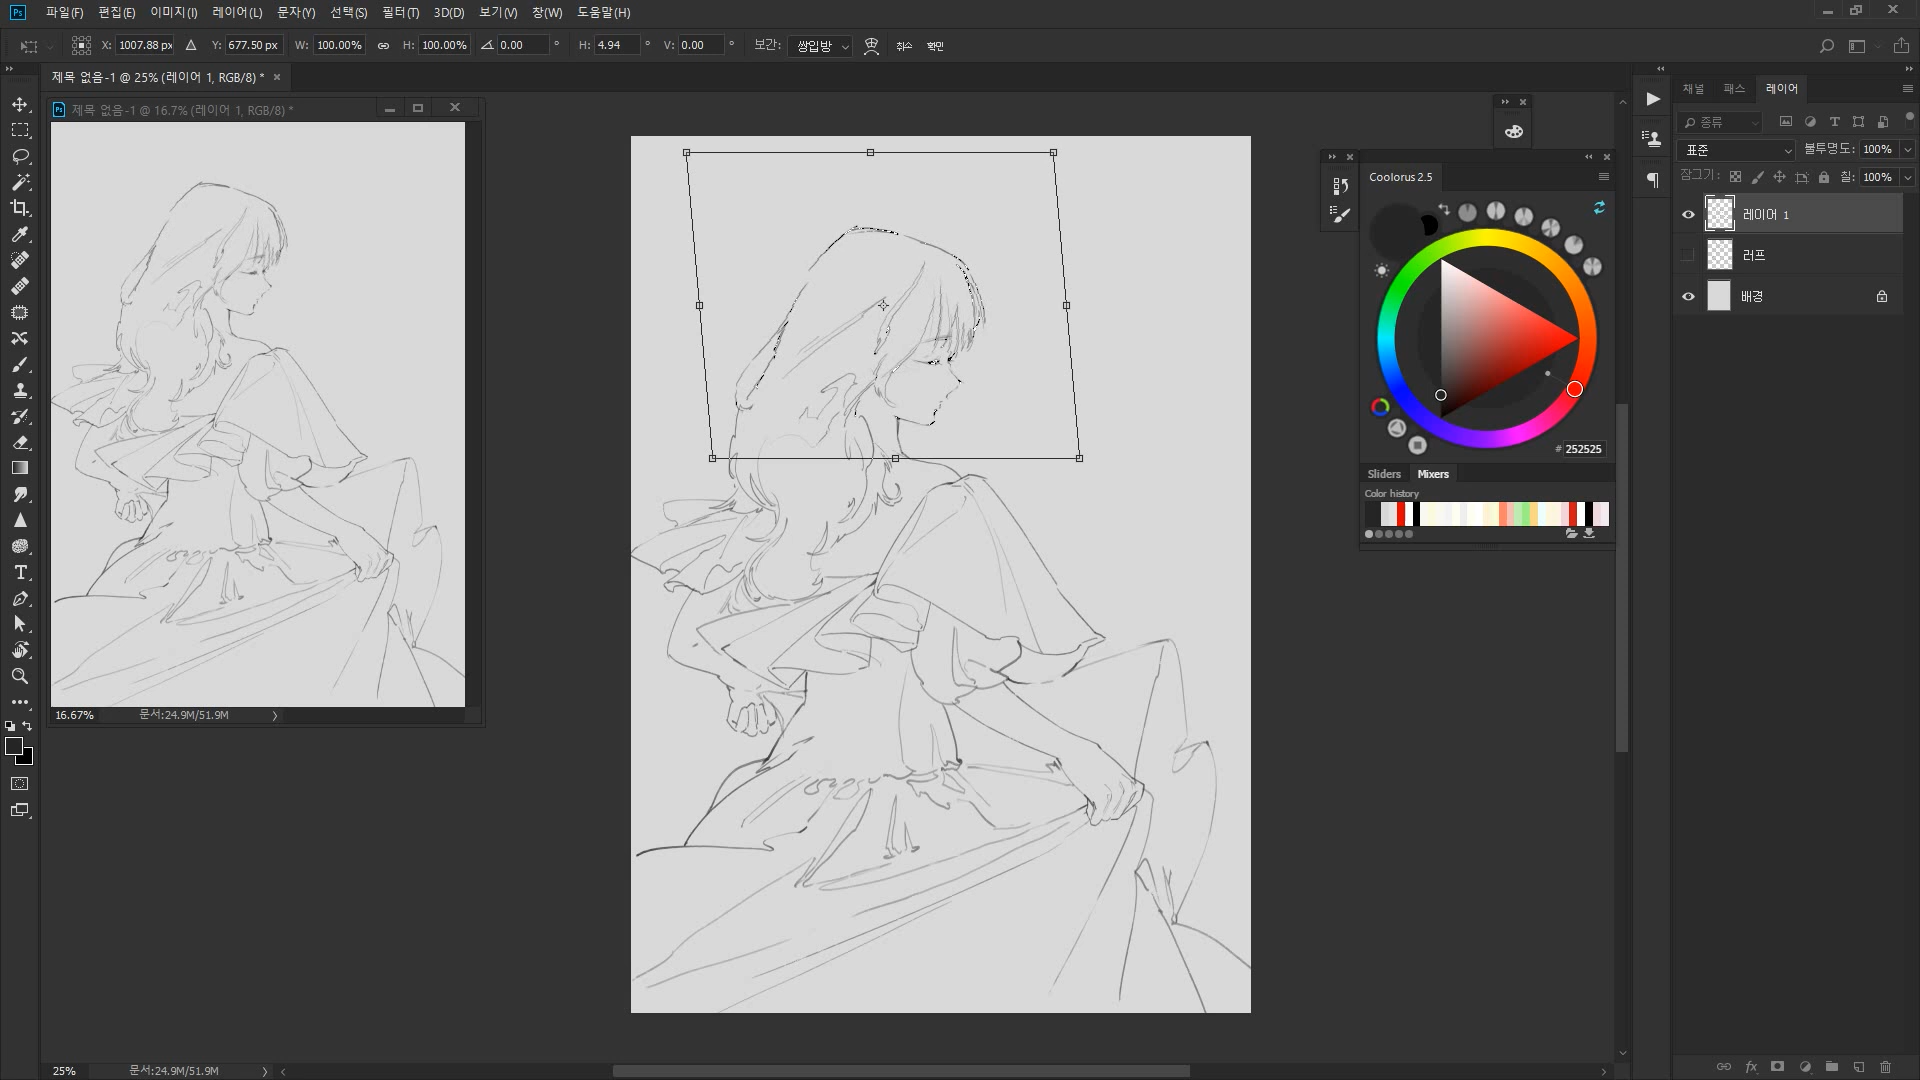 Ps 파일(F) 편집(E) 이미지(I) 레이어(L) 문자(Y) 선택(S) 필터(T) 3D(D) 보기(V) 창(W) 도움말(H)
X: 1007.88 px Y: 677.50 px W: 100.00% H: 100.00% 0.00 ° H: 4.94 ° V: 0.00 ° 보간: 쌍입방 취소 확인
제목 없음-1 @ 25% (레이어 1, RGB/8) * ×
Ps 제목 없음-1 @ 16.7% (레이어 1, RGB/8) *
16.67% 문서:24.9M/51.9M
Coolorus 2.5
# 252525
Sliders Mixers
Color history
채널 패스 레이어
종류
표준 불투명도: 100%
잠그기: 칠: 100%
레이어 1
러프
배경
25% 문서:24.9M/51.9M